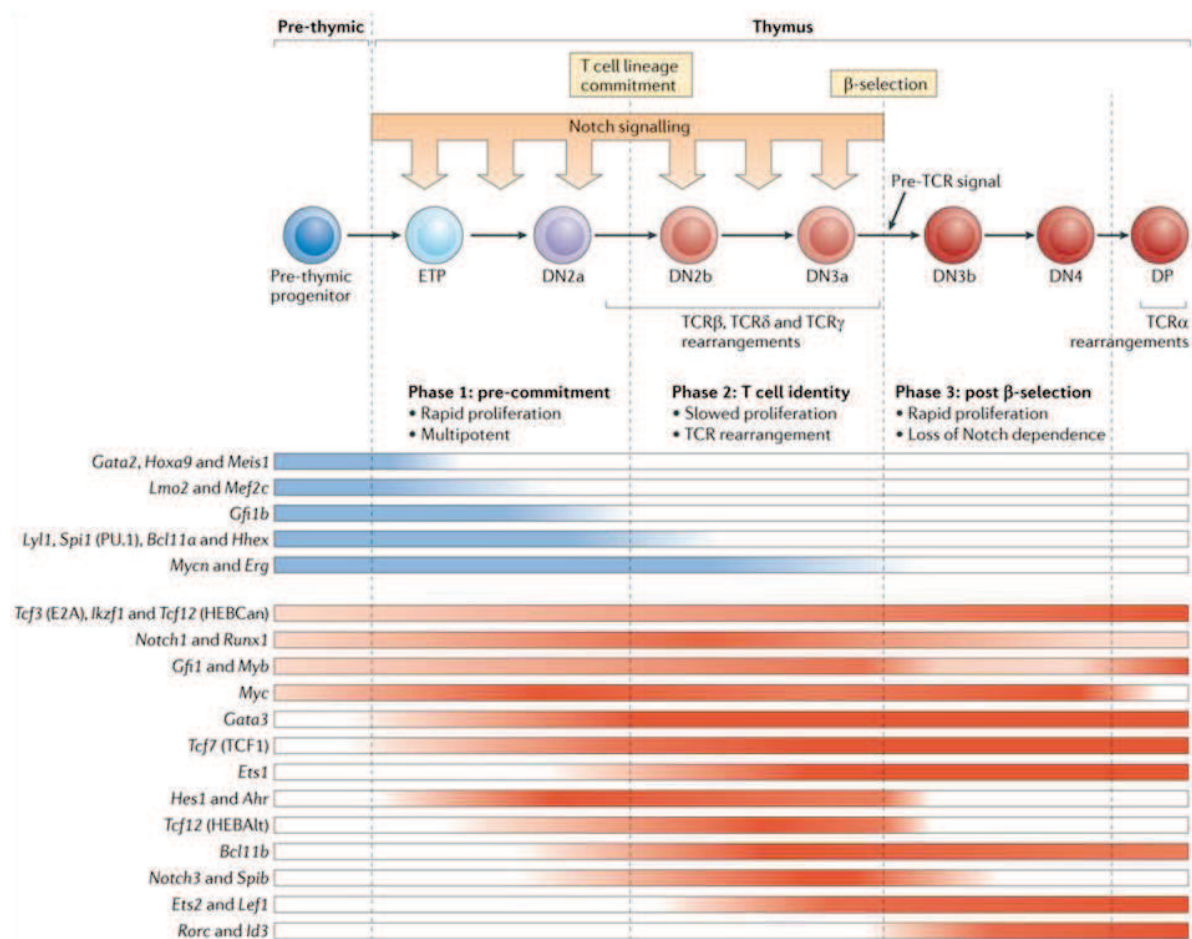 Pre-thymic
Thymus
T cell lineage
commitment
β-selection
Notch signalling
Pre-TCR signal
Pre-thymic
progenitor
ETP
DN2a
DN2b
DN3a
DN3b
DN4
DP
TCRβ, TCRδ and TCRγ
rearrangements
TCRα
rearrangements
Phase 1: pre-commitment
• Rapid proliferation
• Multipotent
Phase 2: T cell identity
• Slowed proliferation
• TCR rearrangement
Phase 3: post β-selection
• Rapid proliferation
• Loss of Notch dependence
Gata2, Hoxa9 and Meis1
Lmo2 and Mef2c
Gfi1b
Lyl1, Spi1 (PU.1), Bcl11a and Hhex
Mycn and Erg
Tcf3 (E2A), Ikzf1 and Tcf12 (HEBCan)
Notch1 and Runx1
Gfi1 and Myb
Myc
Gata3
Tcf7 (TCF1)
Ets1
Hes1 and Ahr
Tcf12 (HEBAlt)
Bcl11b
Notch3 and Spib
Ets2 and Lef1
Rorc and Id3